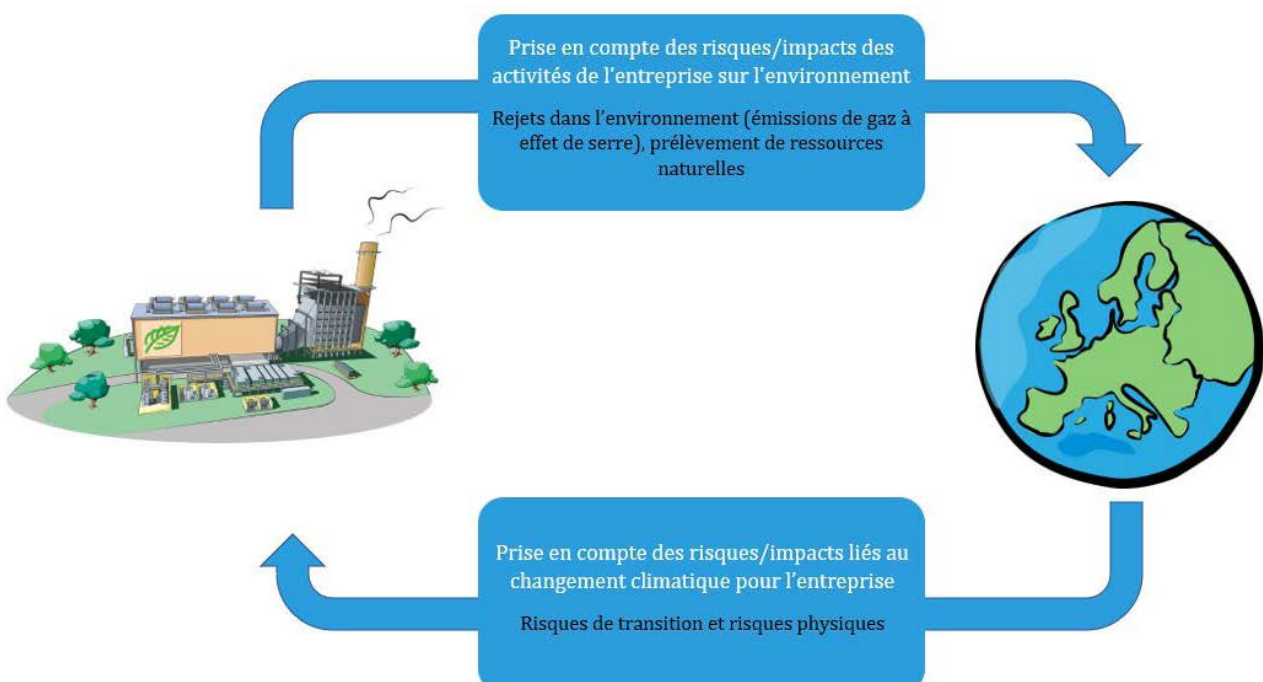 Prise en compte des risques/impacts des
activités de l’entreprise sur l’environnement
Rejets dans l’environnement (émissions de gaz à
effet de serre), prélèvement de ressources
naturelles
Prise en compte des risques/impacts liés au
changement climatique pour l’entreprise
Risques de transition et risques physiques